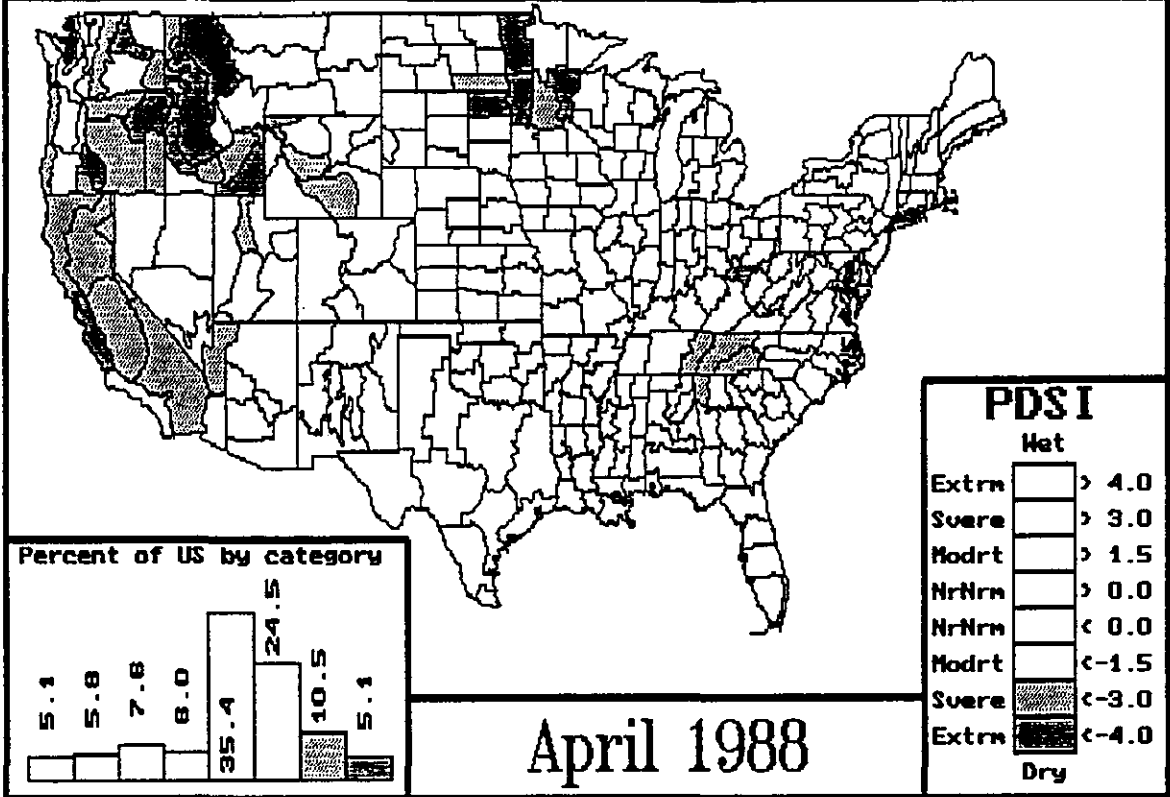 PDSI
Wet
Extrm > 4.0
Svere > 3.0
Modrt > 1.5
NrNrm > 0.0
NrNrm < 0.0
Modrt <-1.5
Svere <-3.0
Extrm <-4.0
Dry
Percent of US by category
5.1
5.8
7.6
6.0
35.4
24.5
10.5
5.1
April 1988